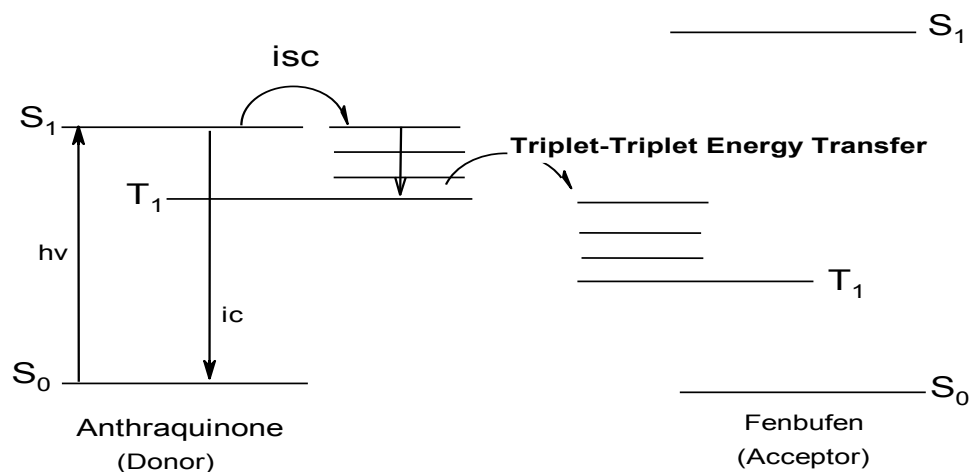 S₁
isc
S₁
Triplet-Triplet Energy Transfer
T₁
hv
T₁
ic
S₀
S₀
Anthraquinone
(Donor)
Fenbufen
(Acceptor)